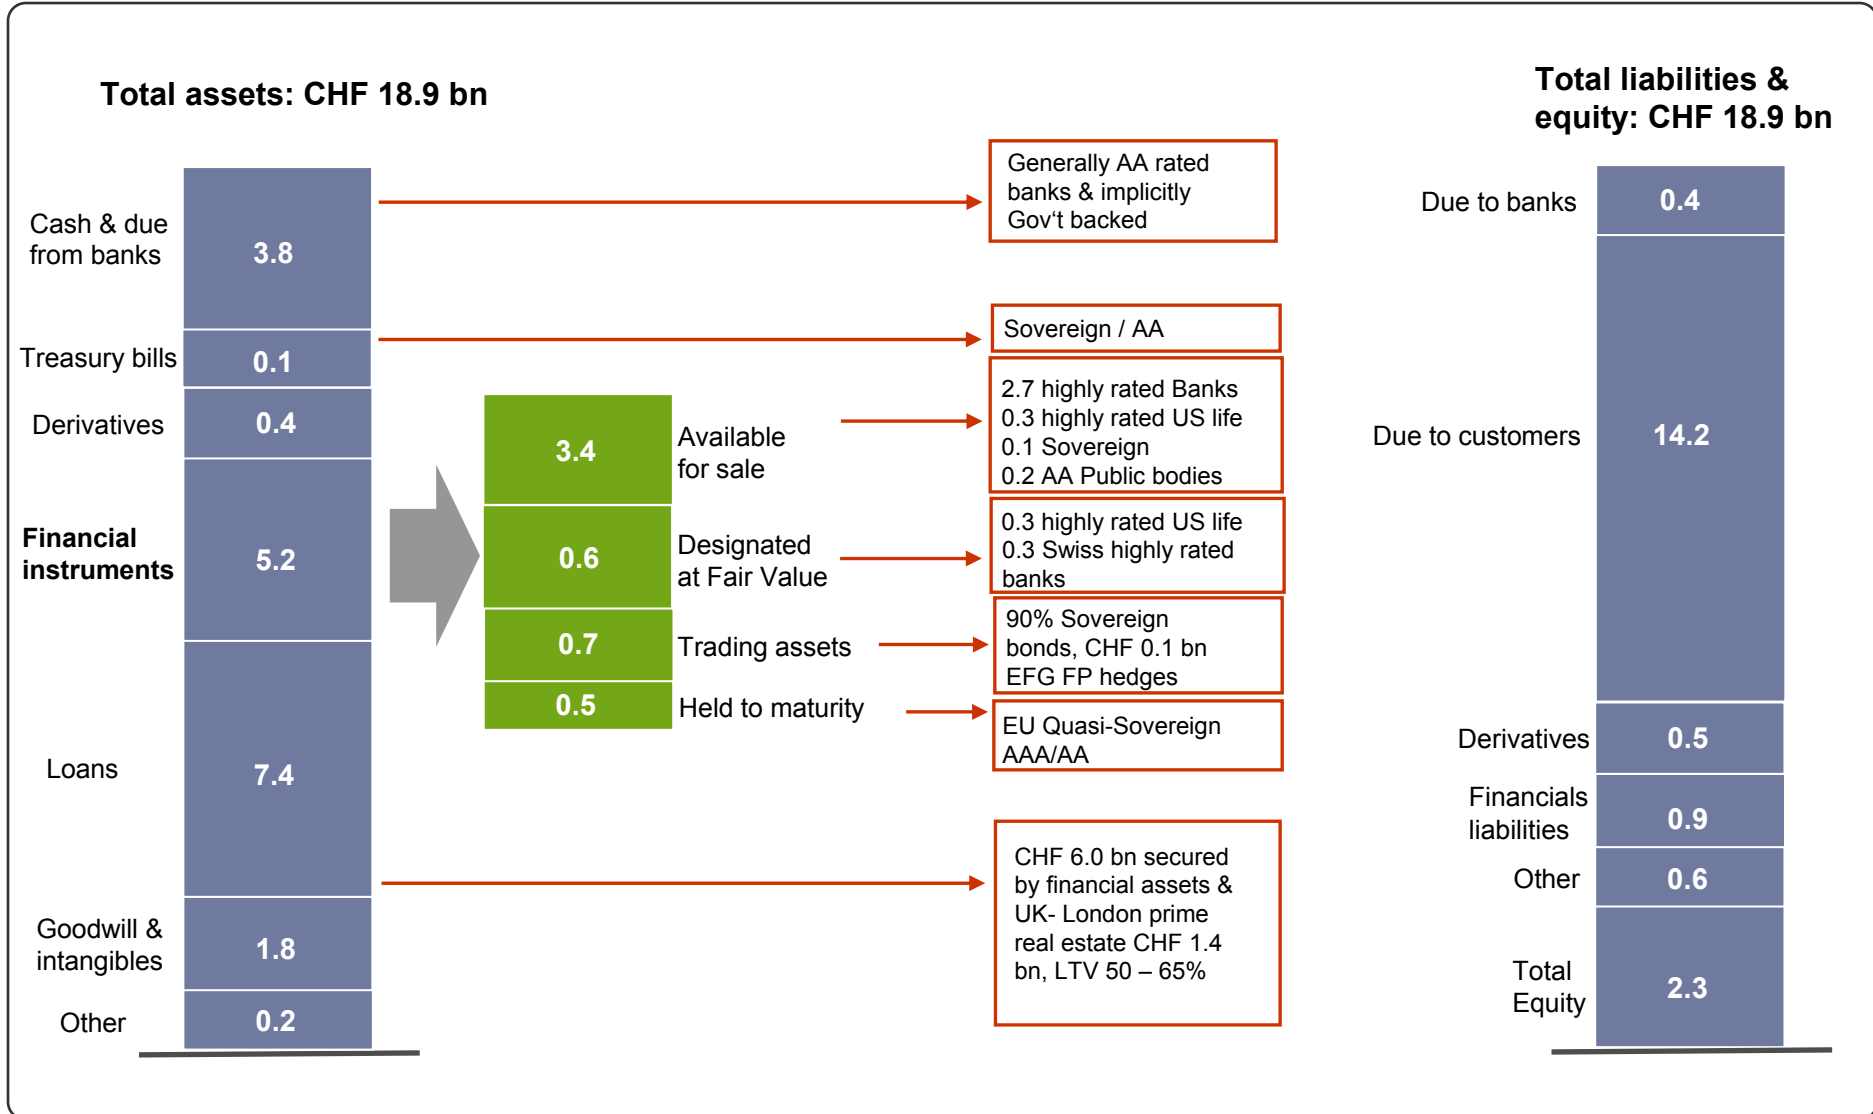 Total assets: CHF 18.9 bn
Cash & due
from banks
3.8
Treasury bills
0.1
Derivatives
0.4
Financial
instruments
5.2
Loans
7.4
Goodwill &
intangibles
1.8
Other
0.2
3.4
Available
for sale
0.6
Designated
at Fair Value
0.7
Trading assets
0.5
Held to maturity
Generally AA rated
banks & implicitly
Gov‘t backed
Sovereign / AA
2.7 highly rated Banks
0.3 highly rated US life
0.1 Sovereign
0.2 AA Public bodies
0.3 highly rated US life
0.3 Swiss highly rated
banks
90% Sovereign
bonds, CHF 0.1 bn
EFG FP hedges
EU Quasi-Sovereign
AAA/AA
CHF 6.0 bn secured
by financial assets &
UK- London prime
real estate CHF 1.4
bn, LTV 50 – 65%
Total liabilities &
equity: CHF 18.9 bn
Due to banks
0.4
Due to customers
14.2
Derivatives
0.5
Financials
liabilities
0.9
Other
0.6
Total
Equity
2.3